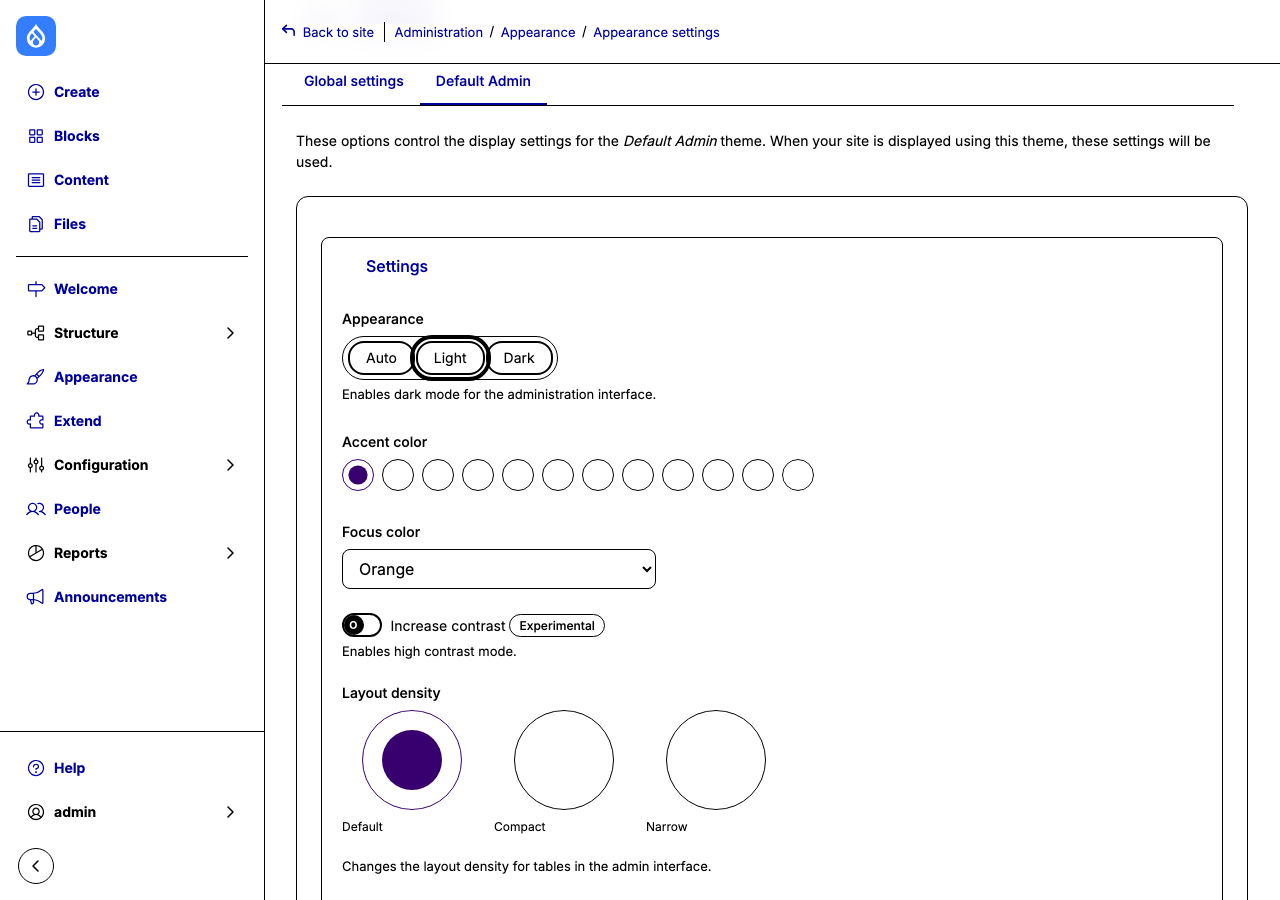 Create
Blocks
Content
Files
Welcome
Structure
Appearance
Extend
Configuration
People
Reports
Announcements
Help
admin
Back to site
Administration / Appearance / Appearance settings
Global settings
Default Admin
These options control the display settings for the Default Admin theme. When your site is displayed using this theme, these settings will be
used.
Settings
Appearance
Auto
Light
Dark
Enables dark mode for the administration interface.
Accent color
Focus color
Orange
Increase contrast Experimental
Enables high contrast mode.
Layout density
Default
Compact
Narrow
Changes the layout density for tables in the admin interface.